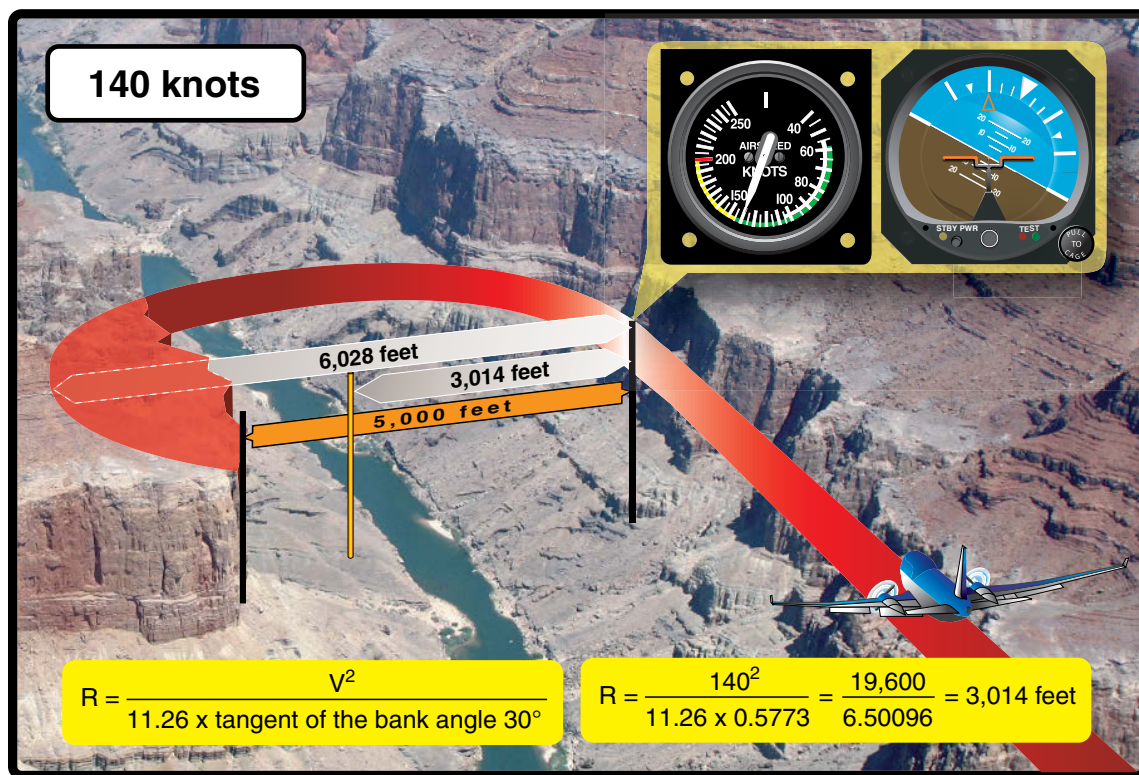 140 knots
250
40
AIRSPEED
60
200
KNOTS
80
150
100
20
20
10
10
10
20
20
STBY PWR
TEST
PULL
TO
CAGE
6,028 feet
3,014 feet
5,000 feet
R = V² / 11.26 x tangent of the bank angle 30°
R = 140² / 11.26 x 0.5773 = 19,600 / 6.50096 = 3,014 feet